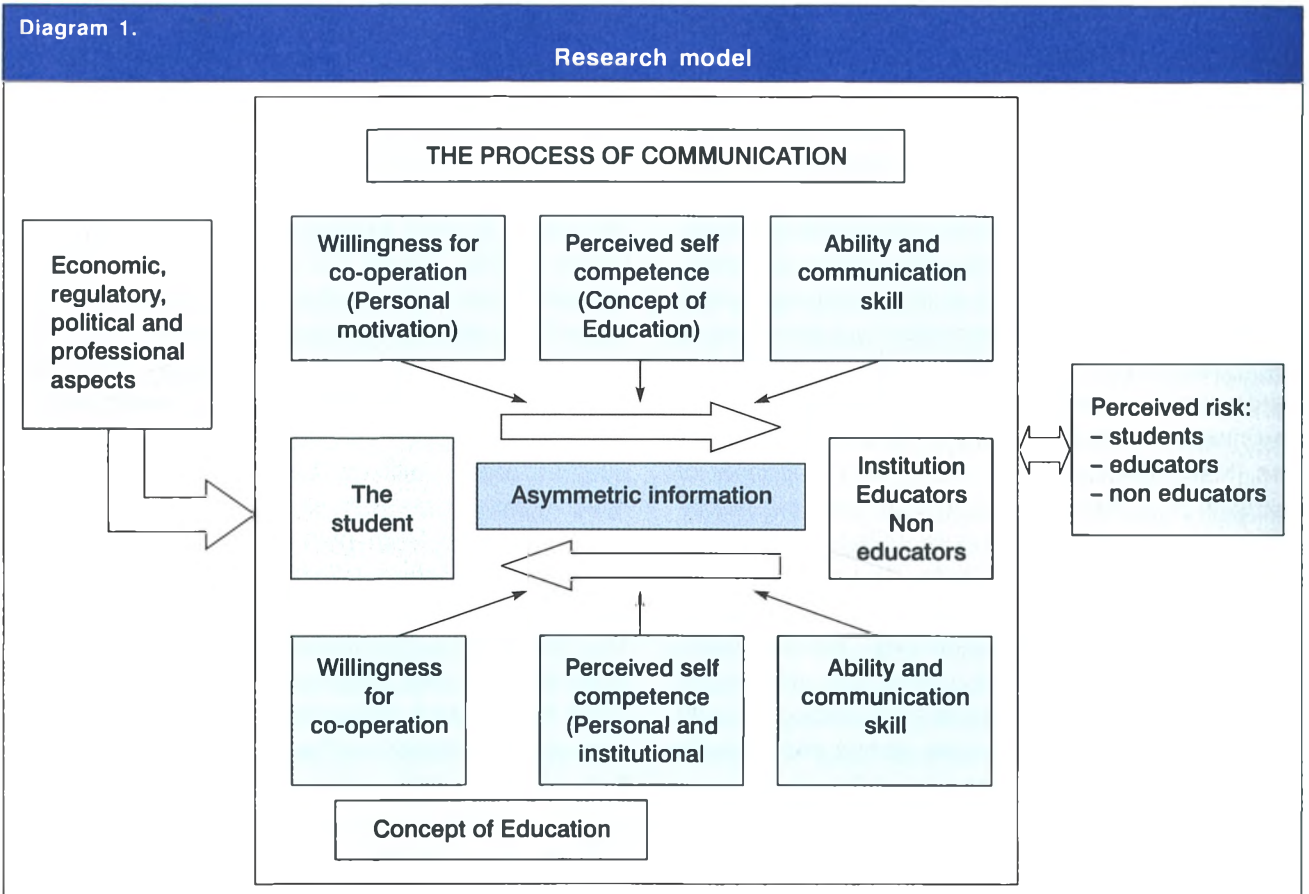 Diagram 1.
Research model
THE PROCESS OF COMMUNICATION
Economic,
regulatory,
political and
professional
aspects
Willingness for
co-operation
(Personal
motivation)
Perceived self
competence
(Concept of
Education)
Ability and
communication
skill
The
student
Asymmetric information
Institution
Educators
Non
educators
Perceived risk:
– students
– educators
– non educators
Willingness
for
co-operation
Perceived self
competence
(Personal and
institutional
Ability and
communication
skill
Concept of Education